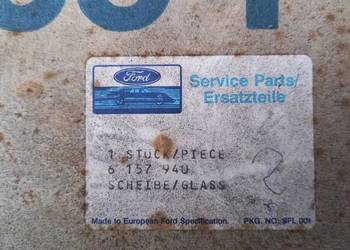 Ford
Service Parts/
Ersatzteile
1 STUCK/PIECE
6 157 940
SCHEIBE/GLASS
Made to European Ford Specification.
PKG. NO. SFL 001